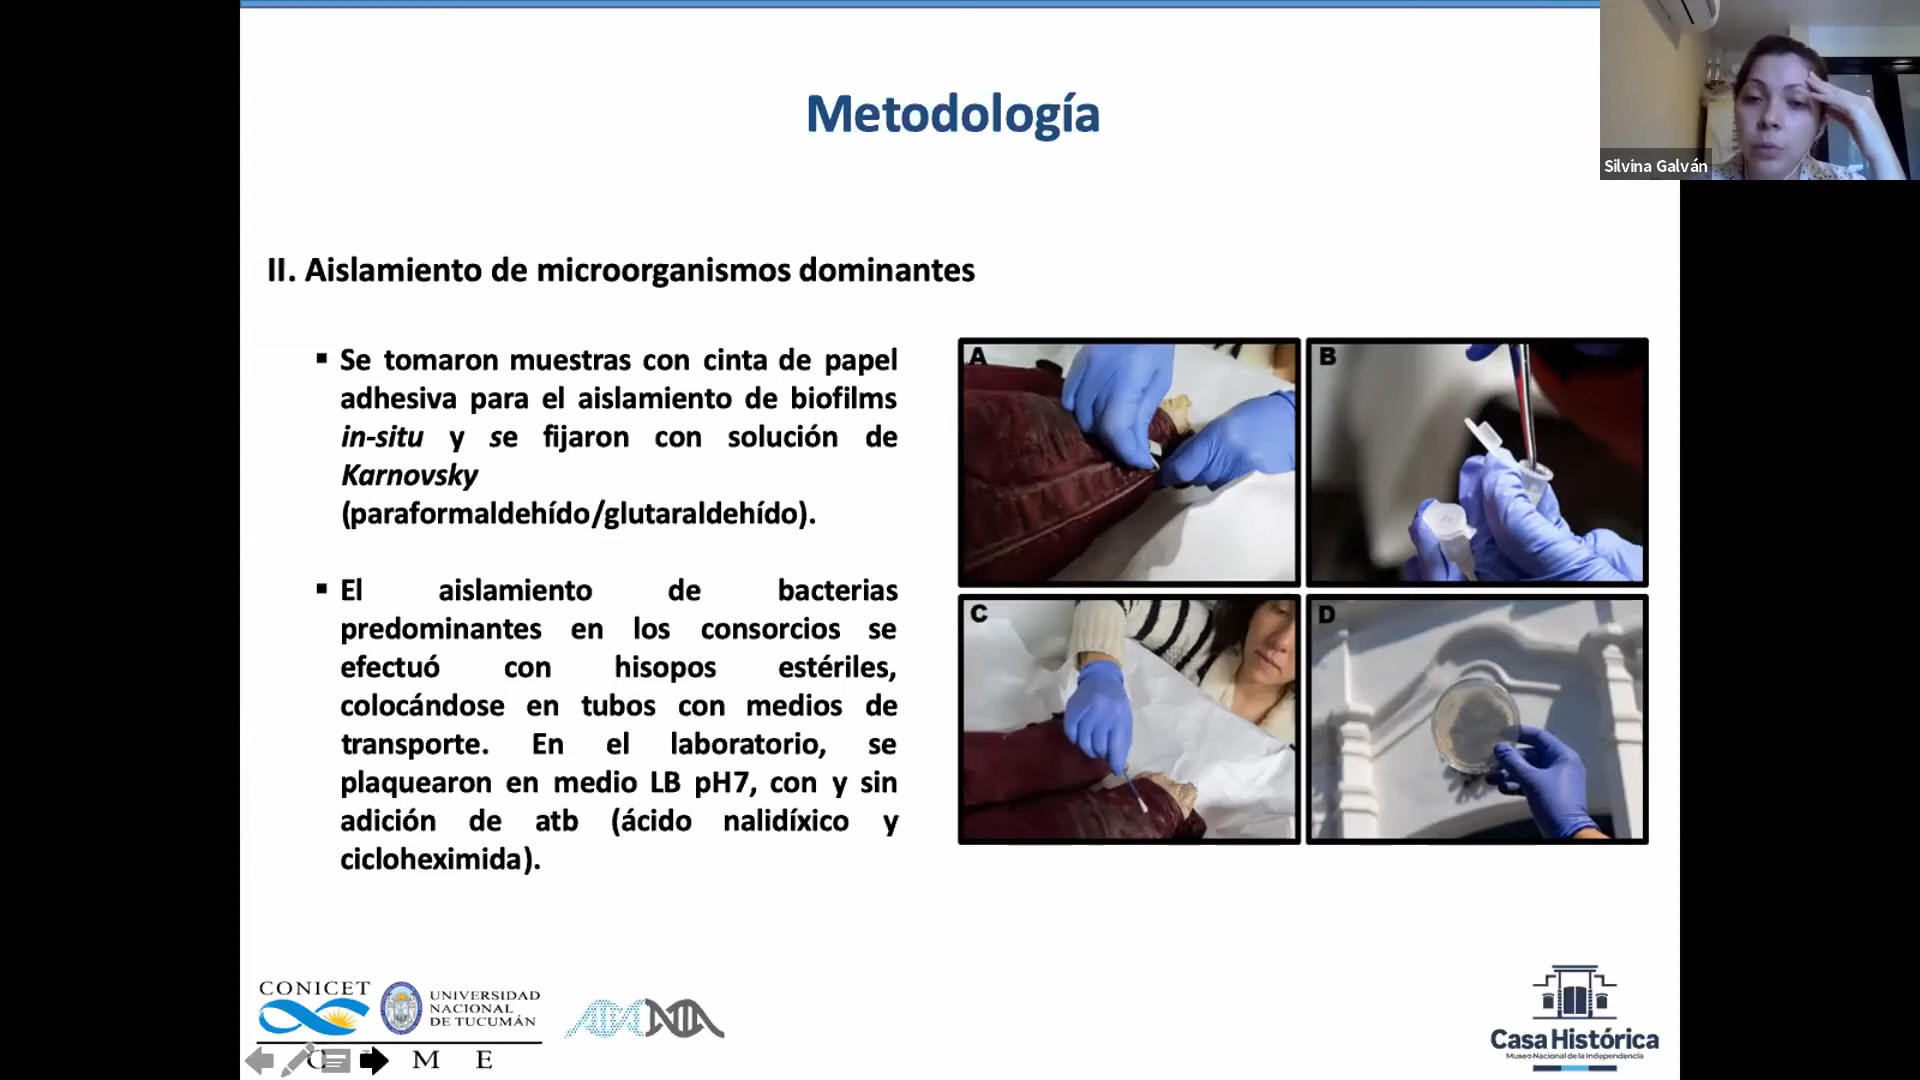 Metodología
Silvina Galván
II. Aislamiento de microorganismos dominantes
▪ Se tomaron muestras con cinta de papel
adhesiva para el aislamiento de biofilms
in-situ y se fijaron con solución de
Karnovsky
(paraformaldehído/glutaraldehído).
▪ El aislamiento de bacterias
predominantes en los consorcios se
efectuó con hisopos estériles,
colocándose en tubos con medios de
transporte. En el laboratorio, se
plaquearon en medio LB pH7, con y sin
adición de atb (ácido nalidíxico y
cicloheximida).
A
B
C
D
CONICET
UNIVERSIDAD
NACIONAL
DE TUCUMÁN
C M E
Casa Histórica
Museo Nacional de la Independencia